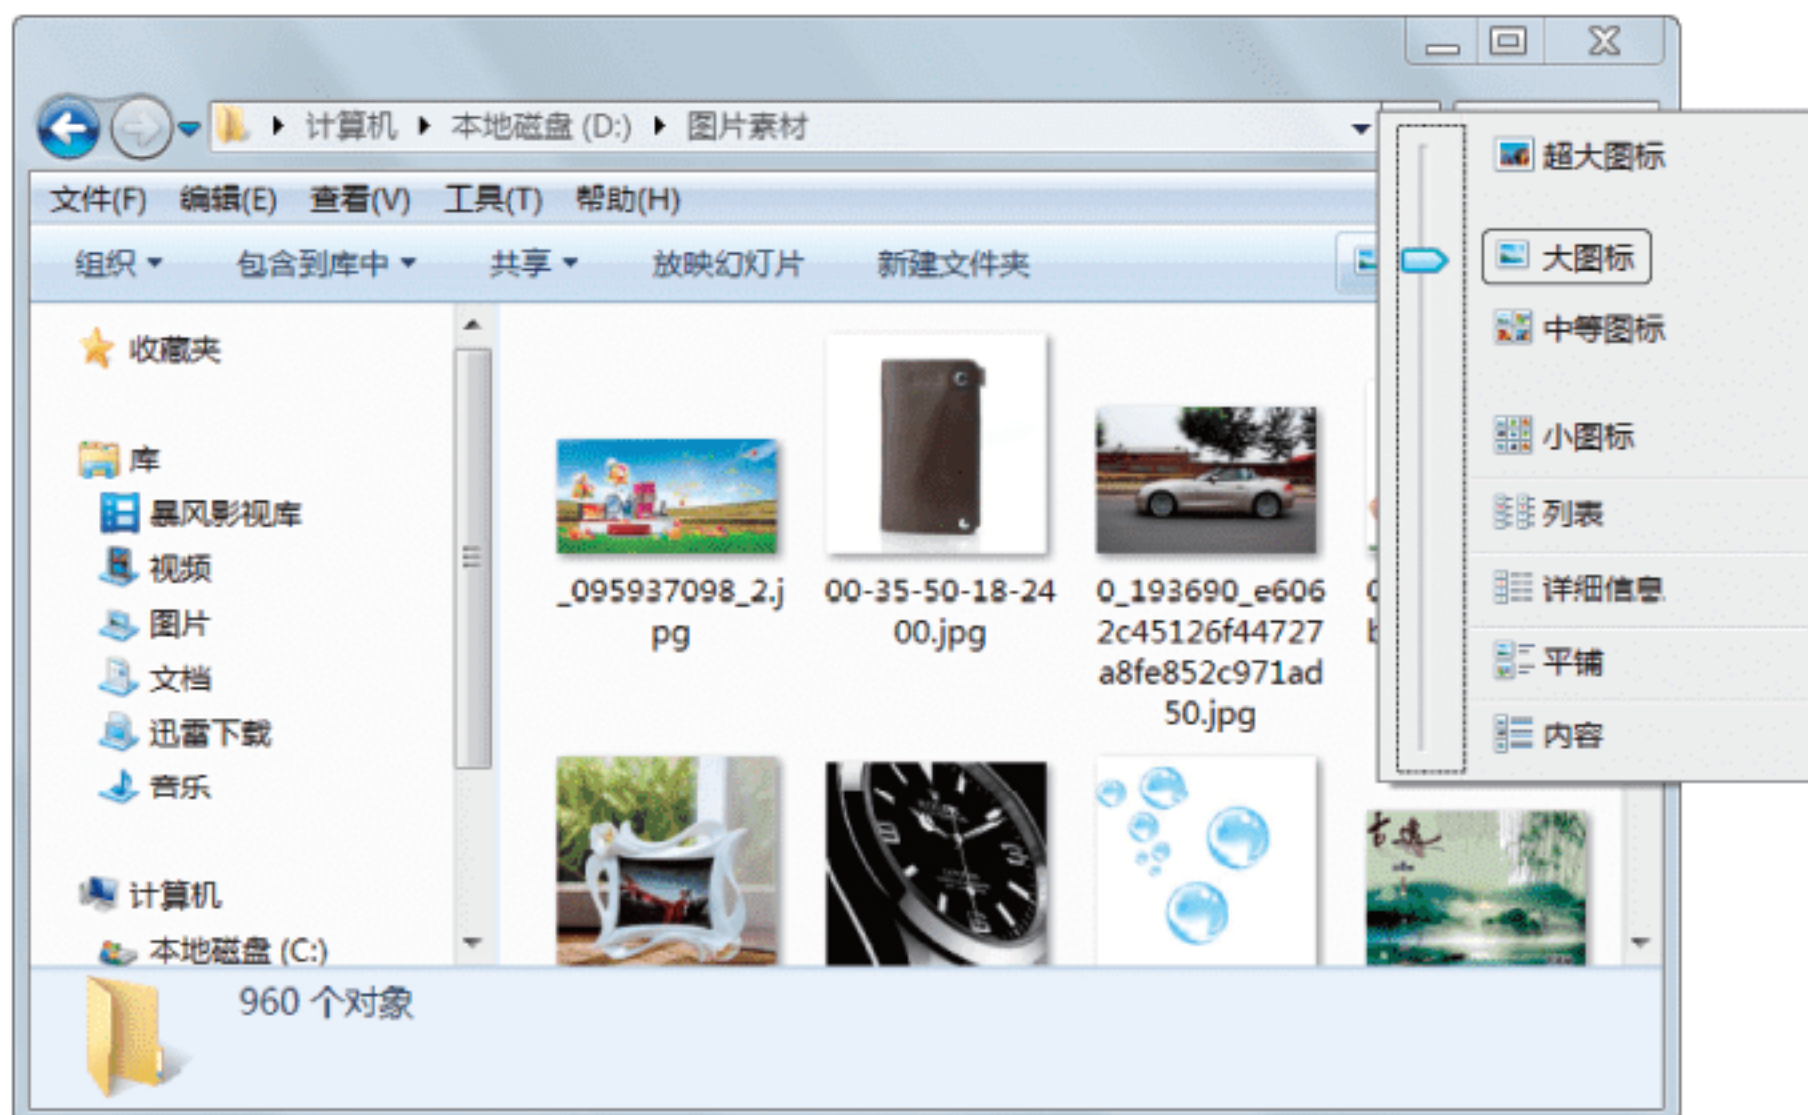 计算机 本地磁盘 (D:) 图片素材
文件(F) 编辑(E) 查看(V) 工具(T) 帮助(H)
组织 包含到库中 共享 放映幻灯片 新建文件夹
收藏夹
库
暴风影视库
视频
图片
文档
迅雷下载
音乐
计算机
本地磁盘 (C:)
_095937098_2.j
pg
00-35-50-18-24
00.jpg
0_193690_e606
2c45126f44727
a8fe852c971ad
50.jpg
超大图标
大图标
中等图标
小图标
列表
详细信息
平铺
内容
960 个对象